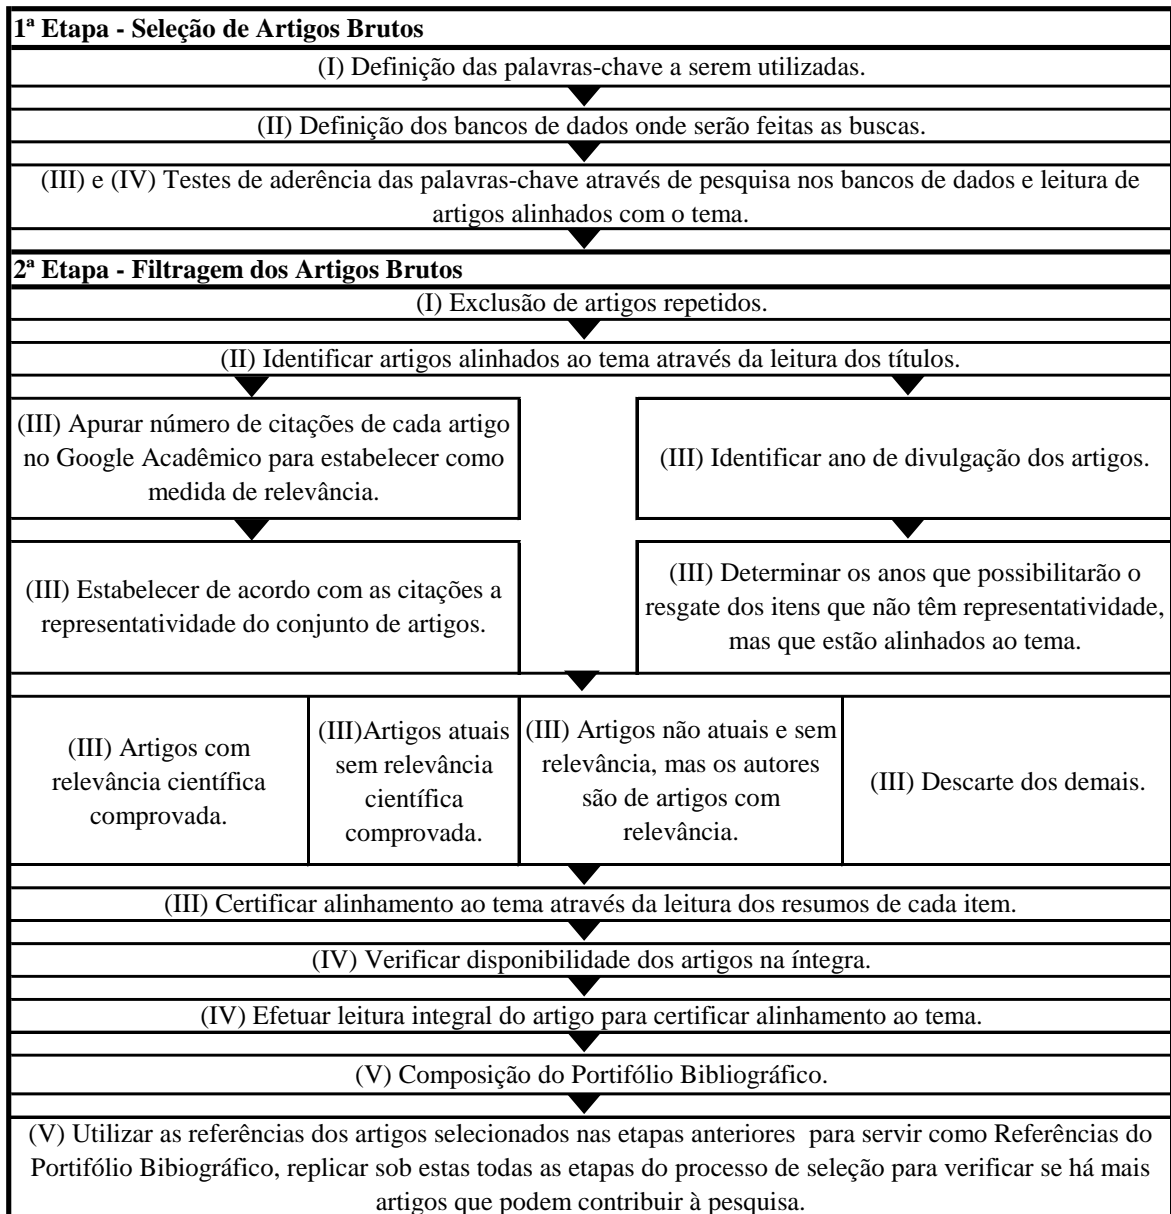 1ª Etapa - Seleção de Artigos Brutos
(I) Definição das palavras-chave a serem utilizadas.
(II) Definição dos bancos de dados onde serão feitas as buscas.
(III) e (IV) Testes de aderência das palavras-chave através de pesquisa nos bancos de dados e leitura de
artigos alinhados com o tema.
2ª Etapa - Filtragem dos Artigos Brutos
(I) Exclusão de artigos repetidos.
(II) Identificar artigos alinhados ao tema através da leitura dos títulos.
(III) Apurar número de citações de cada artigo
no Google Acadêmico para estabelecer como
medida de relevância.
(III) Identificar ano de divulgação dos artigos.
(III) Estabelecer de acordo com as citações a
representatividade do conjunto de artigos.
(III) Determinar os anos que possibilitarão o
resgate dos itens que não têm representatividade,
mas que estão alinhados ao tema.
(III) Artigos com
relevância científica
comprovada.
(III)Artigos atuais
sem relevância
científica
comprovada.
(III) Artigos não atuais e sem
relevância, mas os autores
são de artigos com
relevância.
(III) Descarte dos demais.
(III) Certificar alinhamento ao tema através da leitura dos resumos de cada item.
(IV) Verificar disponibilidade dos artigos na íntegra.
(IV) Efetuar leitura integral do artigo para certificar alinhamento ao tema.
(V) Composição do Portifólio Bibliográfico.
(V) Utilizar as referências dos artigos selecionados nas etapas anteriores  para servir como Referências do
Portifólio Bibiográfico, replicar sob estas todas as etapas do processo de seleção para verificar se há mais
artigos que podem contribuir à pesquisa.